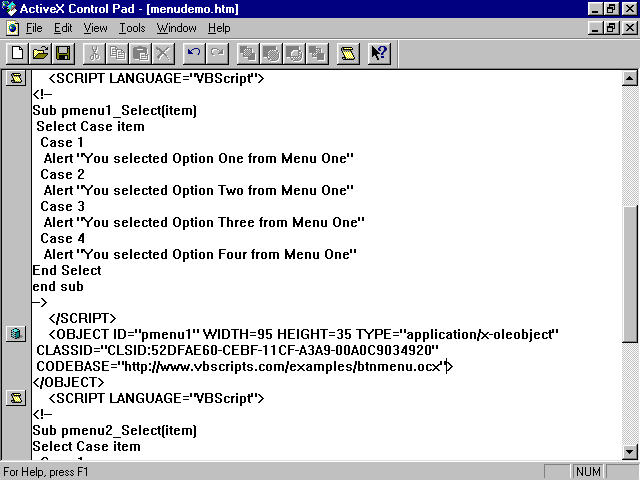 ActiveX Control Pad - [menudemo.htm]
File Edit View Tools Window Help
<SCRIPT LANGUAGE="VBScript">
<!--
Sub pmenu1_Select(item)
Select Case item
Case 1
Alert "You selected Option One from Menu One"
Case 2
Alert "You selected Option Two from Menu One"
Case 3
Alert "You selected Option Three from Menu One"
Case 4
Alert "You selected Option Four from Menu One"
End Select
end sub
-->
</SCRIPT>
<OBJECT ID="pmenu1" WIDTH=95 HEIGHT=35 TYPE="application/x-oleobject"
CLASSID="CLSID:52DFAE60-CEBF-11CF-A3A9-00A0C9034920"
CODEBASE="http://www.vbscripts.com/examples/btnmenu.ocx">
</OBJECT>
<SCRIPT LANGUAGE="VBScript">
<!--
Sub pmenu2_Select(item)
Select Case item
Case 1
For Help, press F1
NUM